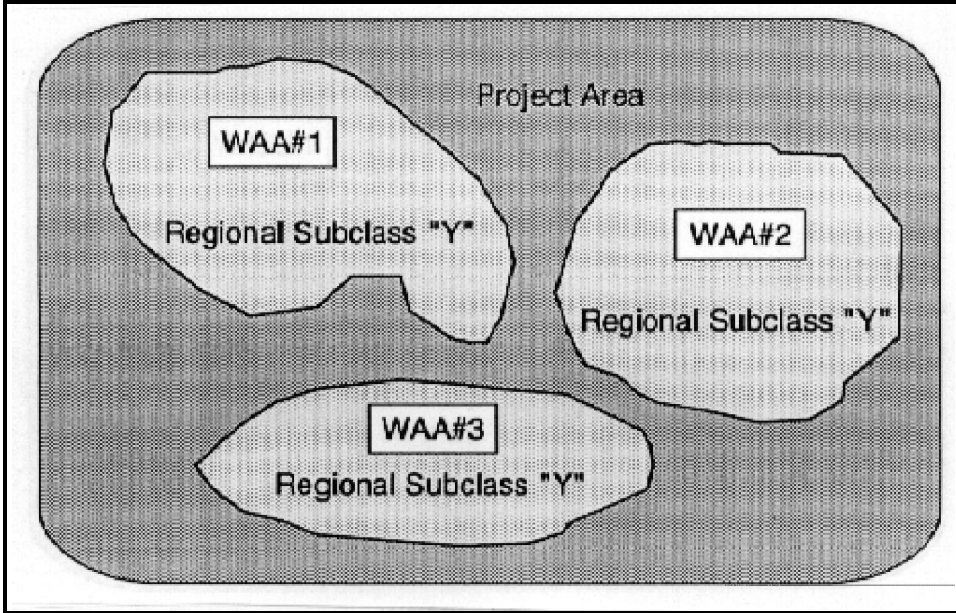 Project Area
WAA#1
Regional Subclass "Y"
WAA#2
Regional Subclass "Y"
WAA#3
Regional Subclass "Y"